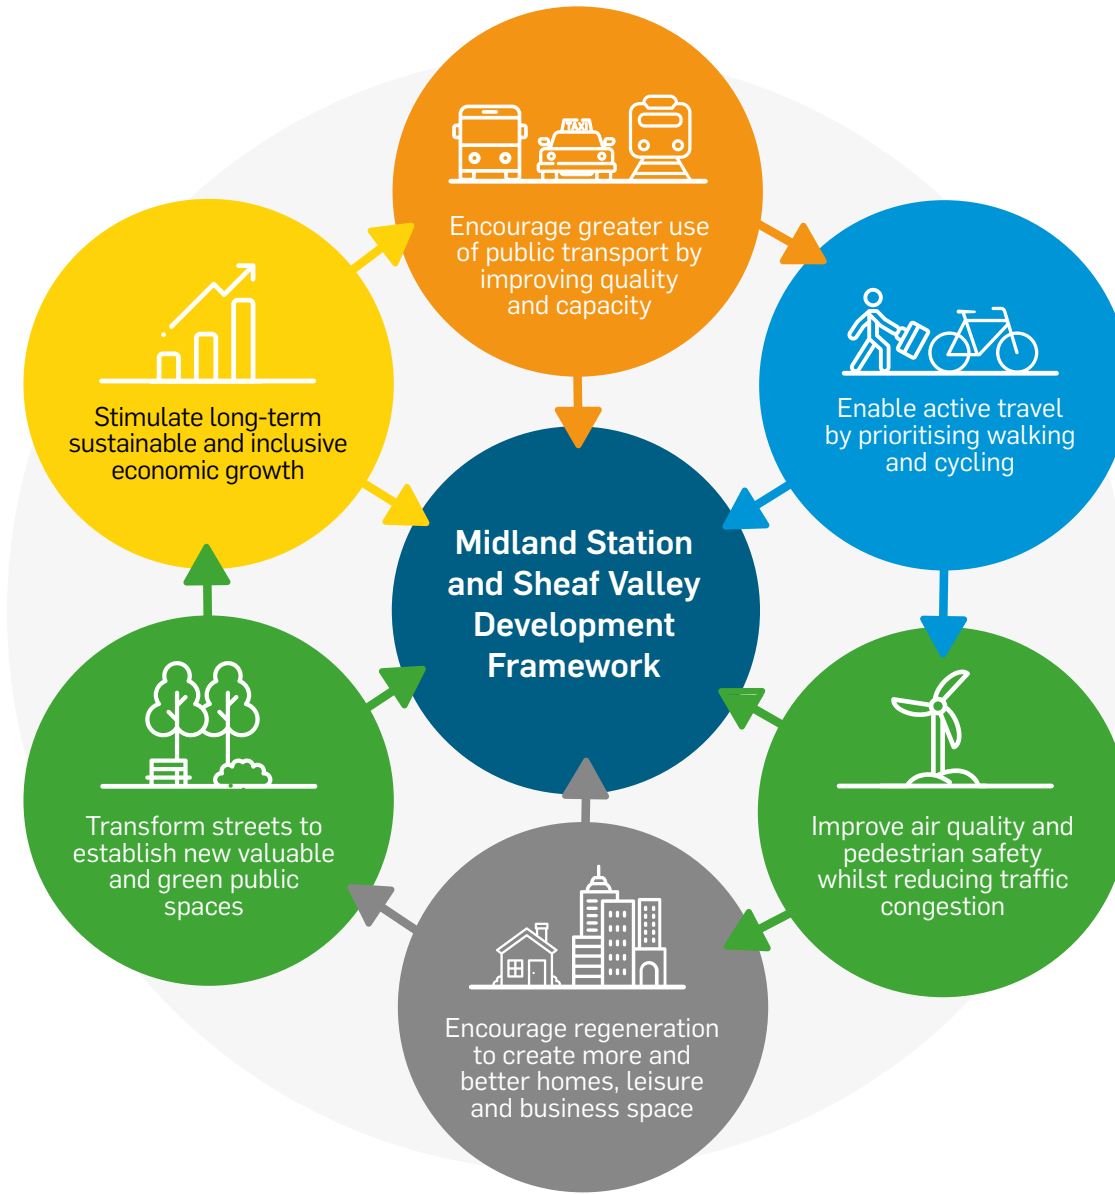 TAXI
Encourage greater use
of public transport by
improving quality
and capacity
Enable active travel
by prioritising walking
and cycling
Improve air quality and
pedestrian safety
whilst reducing traffic
congestion
Encourage regeneration
to create more and
better homes, leisure
and business space
Transform streets to
establish new valuable
and green public
spaces
Stimulate long-term
sustainable and inclusive
economic growth
Midland Station
and Sheaf Valley
Development
Framework